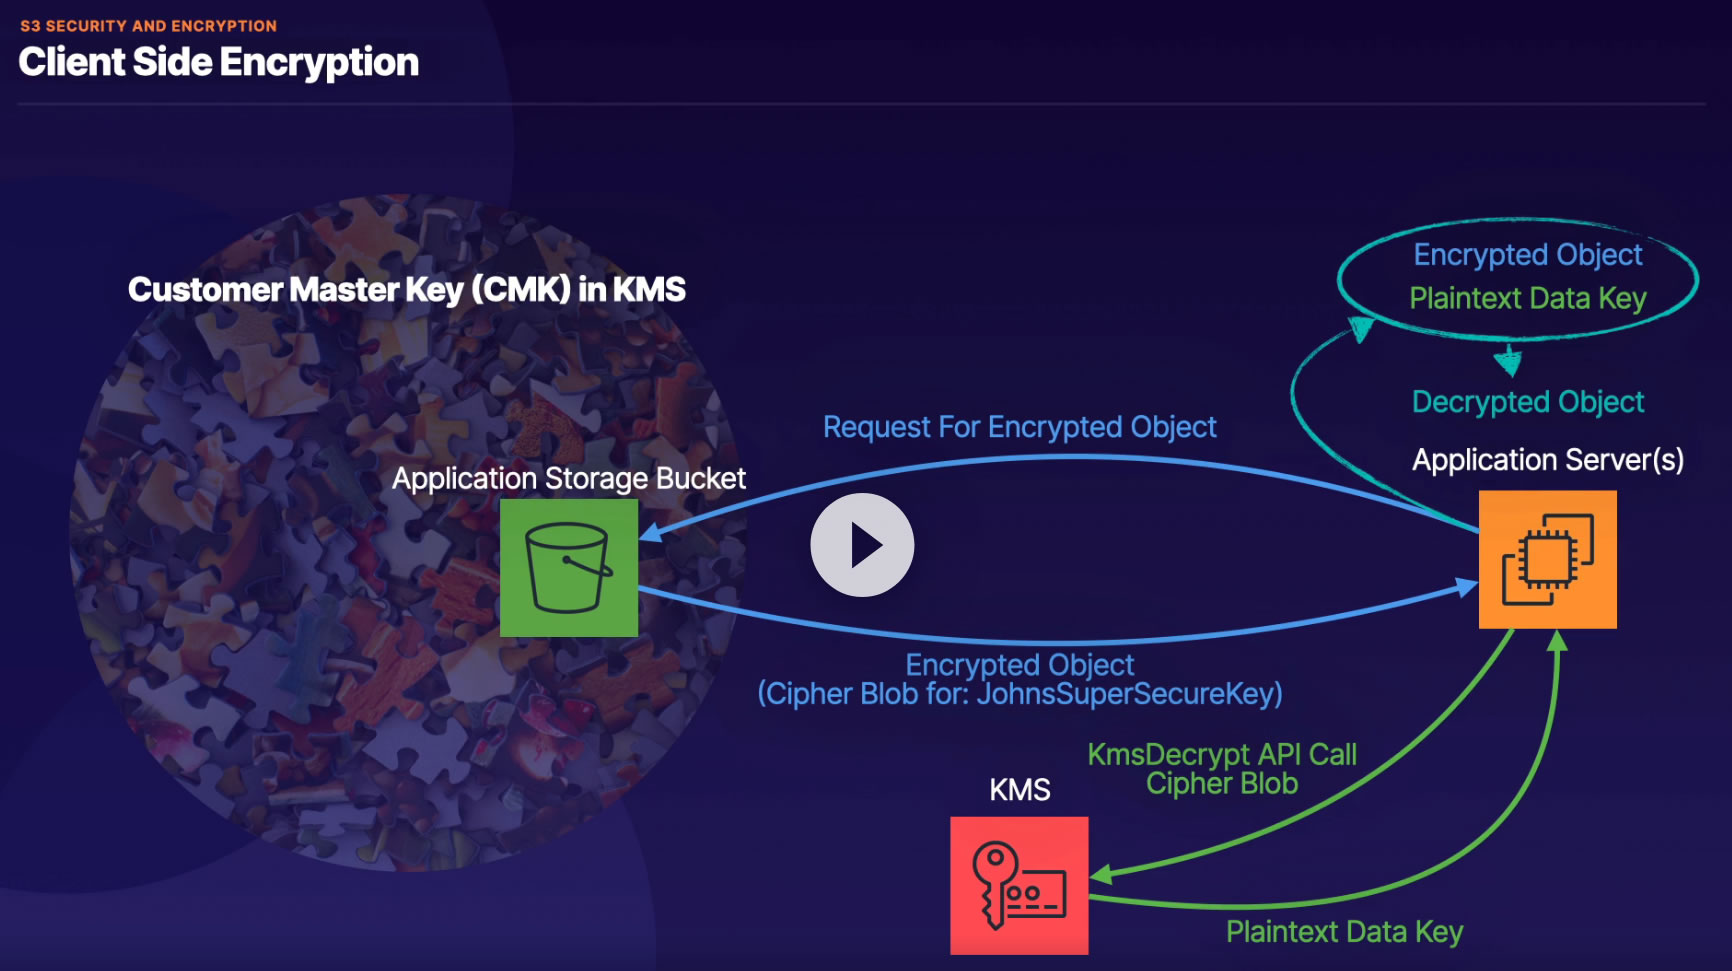 S3 SECURITY AND ENCRYPTION
Client Side Encryption
Customer Master Key (CMK) in KMS
Encrypted Object
Plaintext Data Key
Decrypted Object
Request For Encrypted Object
Application Server(s)
Application Storage Bucket
Encrypted Object
(Cipher Blob for: JohnsSuperSecureKey)
KmsDecrypt API Call
Cipher Blob
KMS
Plaintext Data Key